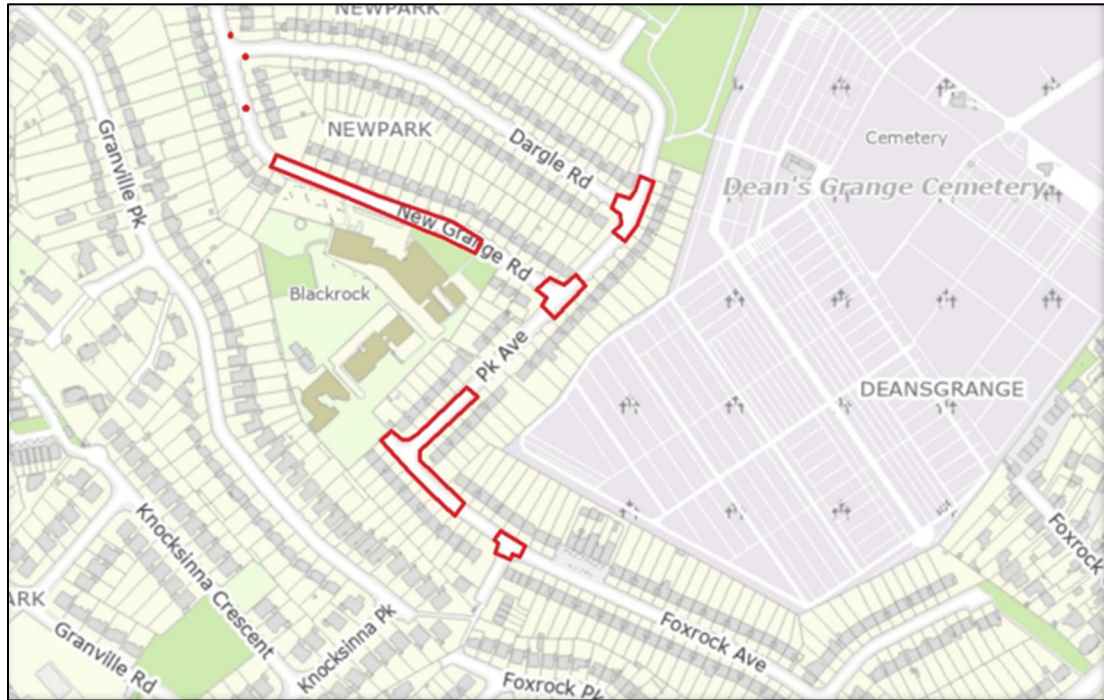 NEWPARK
Granville Pk
NEWPARK
Dargle Rd
Cemetery
Dean's Grange Cemetery
New Grange Rd
Blackrock
Pk Ave
DEANSGRANGE
Knocksinna Crescent
Foxrock
ARK
Granville Rd
Knocksinna Pk
Foxrock Ave
Foxrock Pk